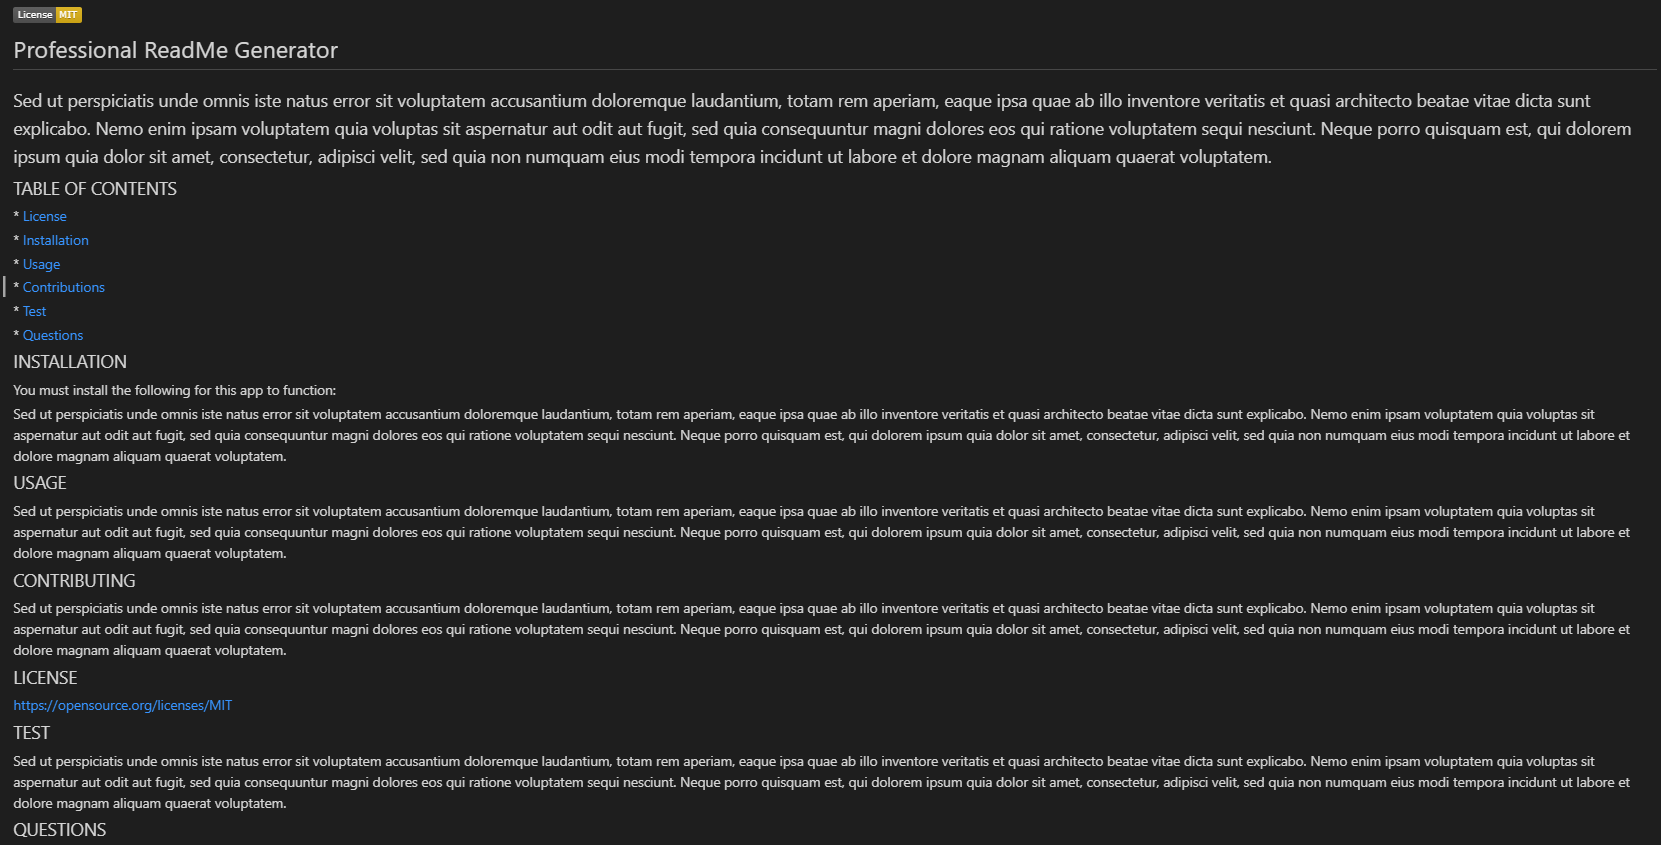 License MIT
Professional ReadMe Generator
Sed ut perspiciatis unde omnis iste natus error sit voluptatem accusantium doloremque laudantium, totam rem aperiam, eaque ipsa quae ab illo inventore veritatis et quasi architecto beatae vitae dicta sunt
explicabo. Nemo enim ipsam voluptatem quia voluptas sit aspernatur aut odit aut fugit, sed quia consequuntur magni dolores eos qui ratione voluptatem sequi nesciunt. Neque porro quisquam est, qui dolorem
ipsum quia dolor sit amet, consectetur, adipisci velit, sed quia non numquam eius modi tempora incidunt ut labore et dolore magnam aliquam quaerat voluptatem.
TABLE OF CONTENTS
* License
* Installation
* Usage
* Contributions
* Test
* Questions
INSTALLATION
You must install the following for this app to function:
Sed ut perspiciatis unde omnis iste natus error sit voluptatem accusantium doloremque laudantium, totam rem aperiam, eaque ipsa quae ab illo inventore veritatis et quasi architecto beatae vitae dicta sunt explicabo. Nemo enim ipsam voluptatem quia voluptas sit
aspernatur aut odit aut fugit, sed quia consequuntur magni dolores eos qui ratione voluptatem sequi nesciunt. Neque porro quisquam est, qui dolorem ipsum quia dolor sit amet, consectetur, adipisci velit, sed quia non numquam eius modi tempora incidunt ut labore et
dolore magnam aliquam quaerat voluptatem.
USAGE
Sed ut perspiciatis unde omnis iste natus error sit voluptatem accusantium doloremque laudantium, totam rem aperiam, eaque ipsa quae ab illo inventore veritatis et quasi architecto beatae vitae dicta sunt explicabo. Nemo enim ipsam voluptatem quia voluptas sit
aspernatur aut odit aut fugit, sed quia consequuntur magni dolores eos qui ratione voluptatem sequi nesciunt. Neque porro quisquam est, qui dolorem ipsum quia dolor sit amet, consectetur, adipisci velit, sed quia non numquam eius modi tempora incidunt ut labore et
dolore magnam aliquam quaerat voluptatem.
CONTRIBUTING
Sed ut perspiciatis unde omnis iste natus error sit voluptatem accusantium doloremque laudantium, totam rem aperiam, eaque ipsa quae ab illo inventore veritatis et quasi architecto beatae vitae dicta sunt explicabo. Nemo enim ipsam voluptatem quia voluptas sit
aspernatur aut odit aut fugit, sed quia consequuntur magni dolores eos qui ratione voluptatem sequi nesciunt. Neque porro quisquam est, qui dolorem ipsum quia dolor sit amet, consectetur, adipisci velit, sed quia non numquam eius modi tempora incidunt ut labore et
dolore magnam aliquam quaerat voluptatem.
LICENSE
https://opensource.org/licenses/MIT
TEST
Sed ut perspiciatis unde omnis iste natus error sit voluptatem accusantium doloremque laudantium, totam rem aperiam, eaque ipsa quae ab illo inventore veritatis et quasi architecto beatae vitae dicta sunt explicabo. Nemo enim ipsam voluptatem quia voluptas sit
aspernatur aut odit aut fugit, sed quia consequuntur magni dolores eos qui ratione voluptatem sequi nesciunt. Neque porro quisquam est, qui dolorem ipsum quia dolor sit amet, consectetur, adipisci velit, sed quia non numquam eius modi tempora incidunt ut labore et
dolore magnam aliquam quaerat voluptatem.
QUESTIONS